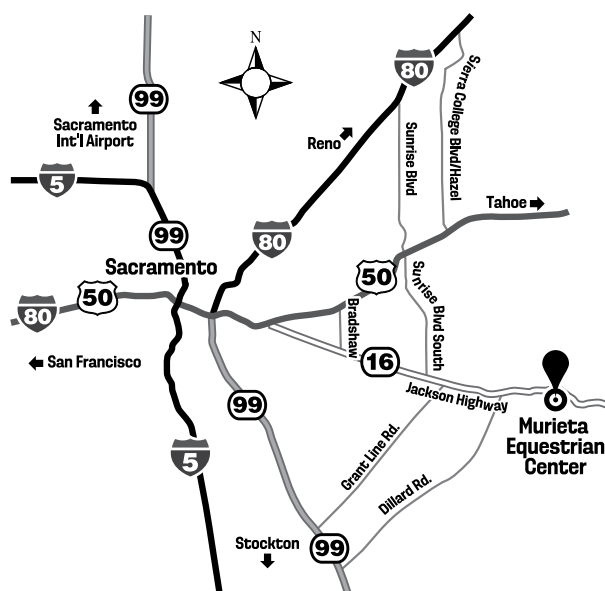 N
80
99
Sierra College Blvd/Hazel
Sacramento
Int'l Airport
Reno
Sunrise Blvd
5
Tahoe
99
80
Sacramento
50
50
80
Sunrise Blvd South
Bradshaw
San Francisco
16
Jackson Highway
99
Murieta
Equestrian
Center
Grant Line Rd.
5
Dillard Rd.
Stockton
99